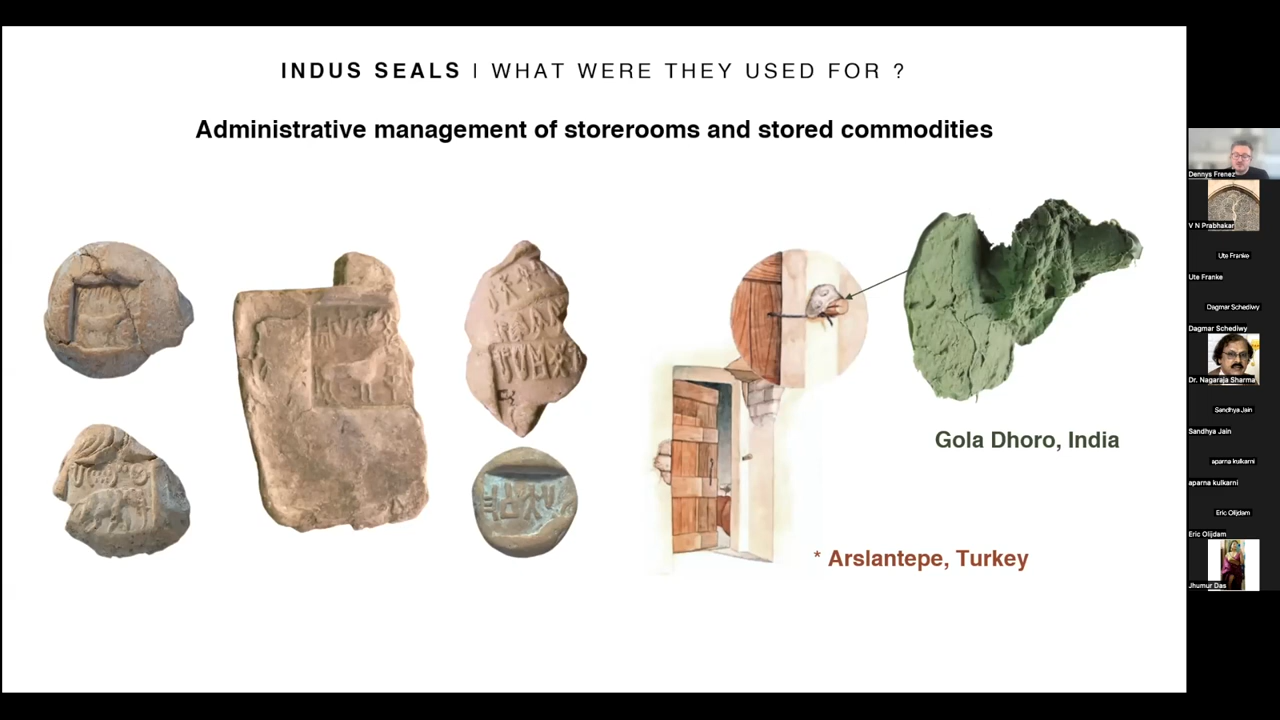 INDUS SEALS | WHAT WERE THEY USED FOR ?
Administrative management of storerooms and stored commodities
Gola Dhoro, India
* Arslantepe, Turkey
Dennys Frenez
V N Prabhakar
Ute Franke
Ute Franke
Dagmar Schediwy
Dagmar Schediwy
Dr. Nagaraja Sharma
Sandhya Jain
Sandhya Jain
aparna kulkarni
aparna kulkarni
Eric Olijdam
Eric Olijdam
Jhumur Das